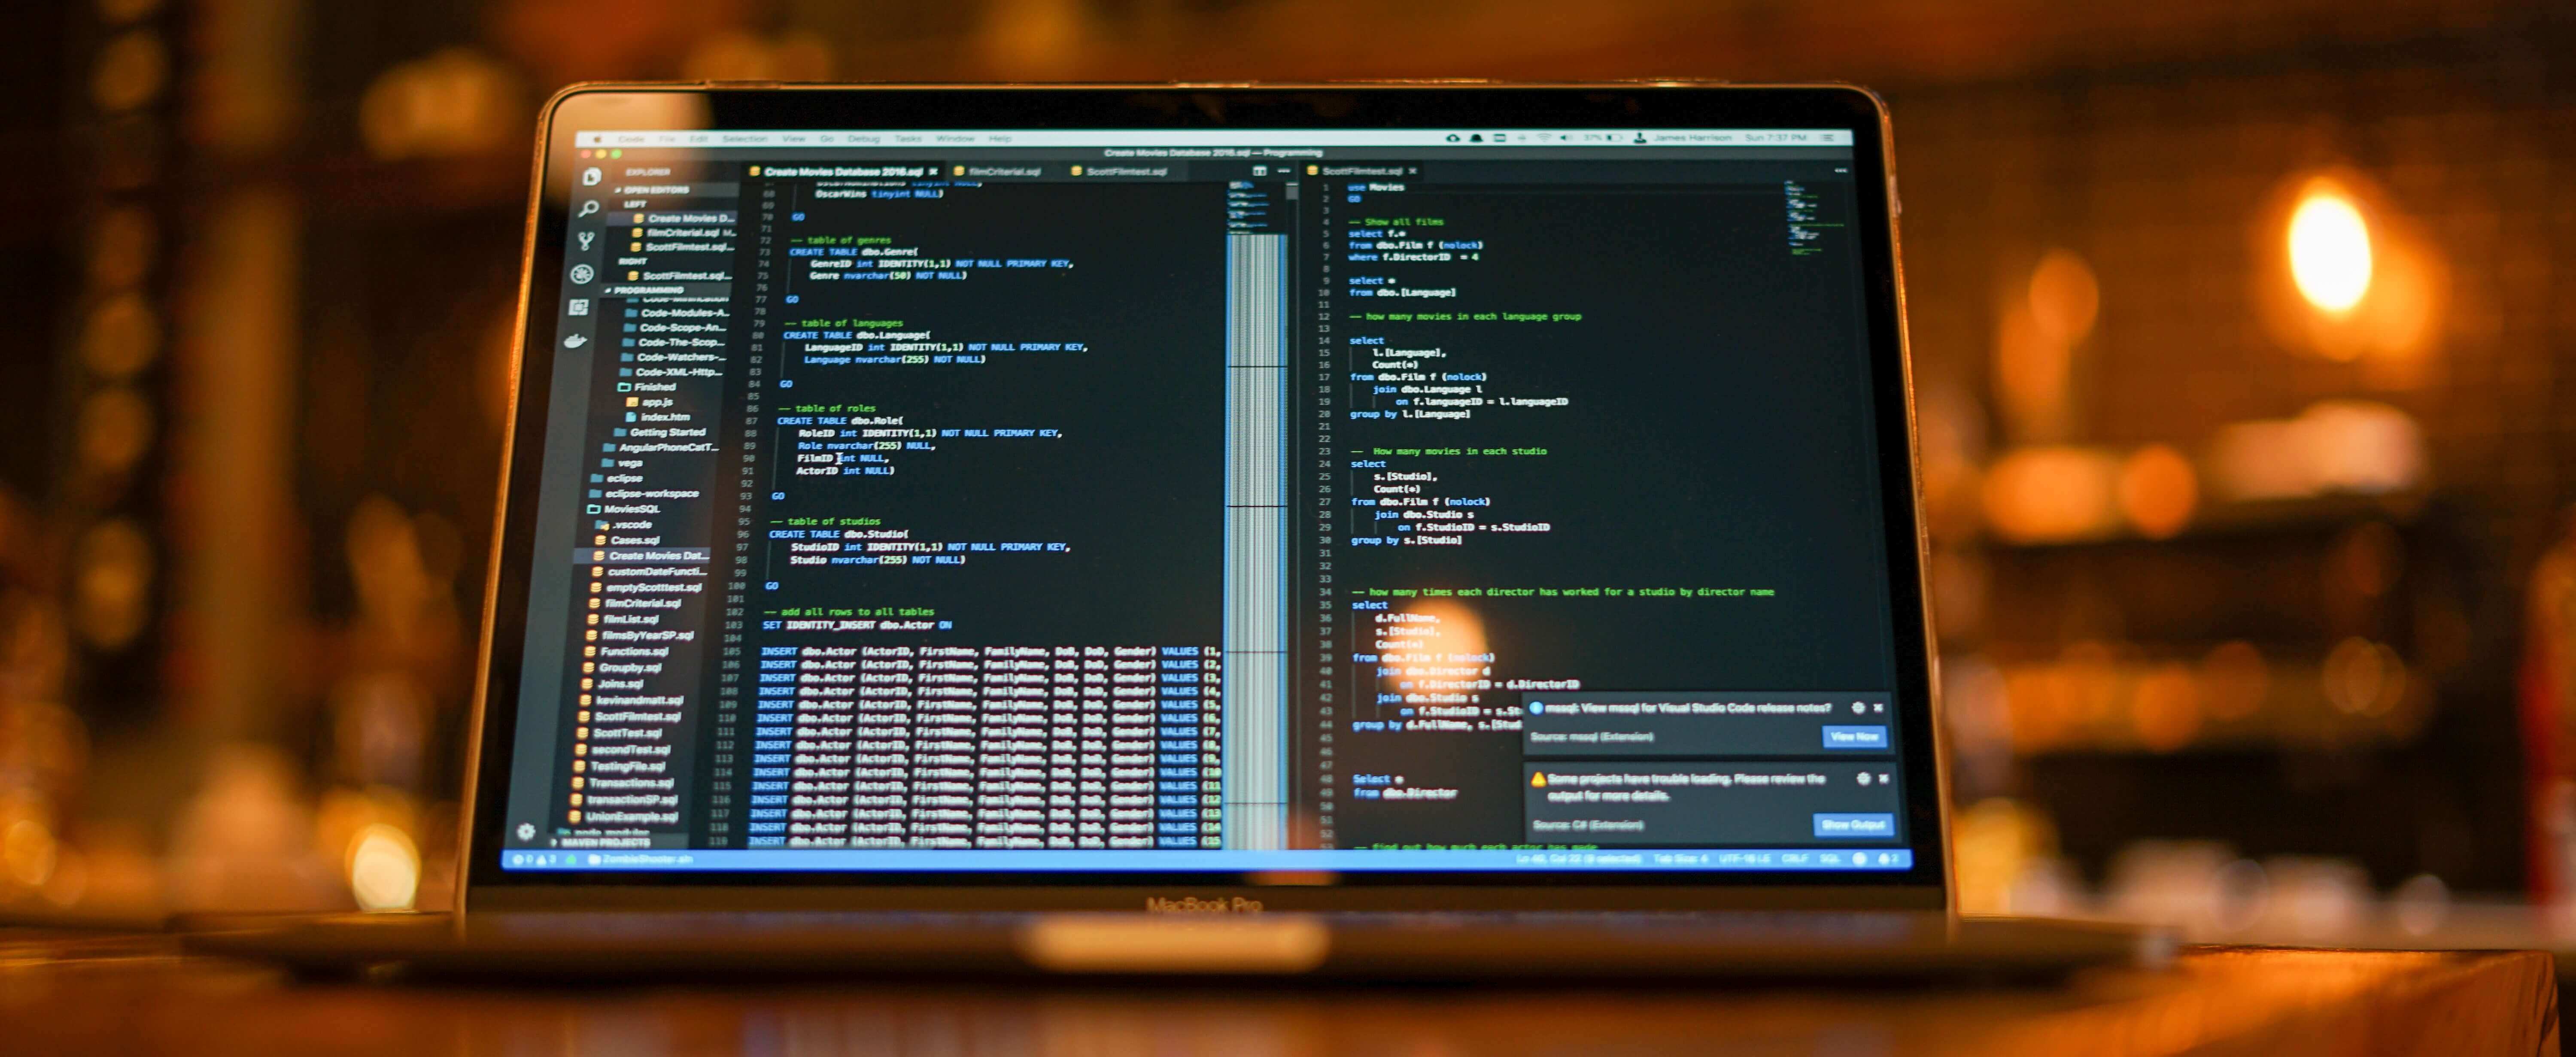 Code File Edit Selection View Go Debug Tasks Window Help
37% James Harrison Sun 7:37 PM
Create Movies Database 2016.sql — Programming
EXPLORER
OPEN EDITORS
LEFT
Create Movies D...
filmCriterial.sql M...
ScottFilmtest.sql...
RIGHT
ScottFilmtest.sql...
PROGRAMMING
Code-Minification
Code-Modules-A...
Code-Scope-An...
Code-The-Scop...
Code-Watchers-...
Code-XML-Http...
Finished
app.js
index.htm
Getting Started
AngularPhoneCatT...
vega
eclipse
eclipse-workspace
MoviesSQL
.vscode
Cases.sql
Create Movies Dat...
customDateFuncti...
emptyScotttest.sql
filmCriterial.sql
filmList.sql
filmsByYearSP.sql
Functions.sql
Groupby.sql
Joins.sql
kevinandmatt.sql
ScottFilmtest.sql
ScottTest.sql
secondTest.sql
TestingFile.sql
Transactions.sql
transactionSP.sql
UnionExample.sql
node_modules
MAVEN PROJECTS
Create Movies Database 2016.sql filmCriterial.sql ScottFilmtest.sql
68 OscarWins tinyint NULL)
69
70 GO
71
72 -- table of genres
73 CREATE TABLE dbo.Genre(
74 GenreID int IDENTITY(1,1) NOT NULL PRIMARY KEY,
75 Genre nvarchar(50) NOT NULL)
76
77 GO
78
79 -- table of languages
80 CREATE TABLE dbo.Language(
81 LanguageID int IDENTITY(1,1) NOT NULL PRIMARY KEY,
82 Language nvarchar(255) NOT NULL)
83
84 GO
85
86 -- table of roles
87 CREATE TABLE dbo.Role(
88 RoleID int IDENTITY(1,1) NOT NULL PRIMARY KEY,
89 Role nvarchar(255) NULL,
90 FilmID int NULL,
91 ActorID int NULL)
92
93 GO
94
95 -- table of studios
96 CREATE TABLE dbo.Studio(
97 StudioID int IDENTITY(1,1) NOT NULL PRIMARY KEY,
98 Studio nvarchar(255) NOT NULL)
99
100 GO
101
102 -- add all rows to all tables
103 SET IDENTITY_INSERT dbo.Actor ON
104
105 INSERT dbo.Actor (ActorID, FirstName, FamilyName, DoB, DoD, Gender) VALUES (1,
106 INSERT dbo.Actor (ActorID, FirstName, FamilyName, DoB, DoD, Gender) VALUES (2,
107 INSERT dbo.Actor (ActorID, FirstName, FamilyName, DoB, DoD, Gender) VALUES (3,
108 INSERT dbo.Actor (ActorID, FirstName, FamilyName, DoB, DoD, Gender) VALUES (4,
109 INSERT dbo.Actor (ActorID, FirstName, FamilyName, DoB, DoD, Gender) VALUES (5,
110 INSERT dbo.Actor (ActorID, FirstName, FamilyName, DoB, DoD, Gender) VALUES (6,
111 INSERT dbo.Actor (ActorID, FirstName, FamilyName, DoB, DoD, Gender) VALUES (7,
112 INSERT dbo.Actor (ActorID, FirstName, FamilyName, DoB, DoD, Gender) VALUES (8,
113 INSERT dbo.Actor (ActorID, FirstName, FamilyName, DoB, DoD, Gender) VALUES (9,
114 INSERT dbo.Actor (ActorID, FirstName, FamilyName, DoB, DoD, Gender) VALUES (10
115 INSERT dbo.Actor (ActorID, FirstName, FamilyName, DoB, DoD, Gender) VALUES (11
116 INSERT dbo.Actor (ActorID, FirstName, FamilyName, DoB, DoD, Gender) VALUES (12
117 INSERT dbo.Actor (ActorID, FirstName, FamilyName, DoB, DoD, Gender) VALUES (13
118 INSERT dbo.Actor (ActorID, FirstName, FamilyName, DoB, DoD, Gender) VALUES (14
119 INSERT dbo.Actor (ActorID, FirstName, FamilyName, DoB, DoD, Gender) VALUES (15
ScottFilmtest.sql
1 use Movies
2 GO
3
4 -- Show all films
5 select f.*
6 from dbo.Film f (nolock)
7 where f.DirectorID = 4
8
9 select *
10 from dbo.[Language]
11
12 -- how many movies in each language group
13
14 select
15 l.[Language],
16 Count(*)
17 from dbo.Film f (nolock)
18 join dbo.Language l
19 on f.languageID = l.languageID
20 group by l.[Language]
21
22
23 -- How many movies in each studio
24 select
25 s.[Studio],
26 Count(*)
27 from dbo.Film f (nolock)
28 join dbo.Studio s
29 on f.StudioID = s.StudioID
30 group by s.[Studio]
31
32
33
34 -- how many times each director has worked for a studio by director name
35 select
36 d.FullName,
37 s.[Studio],
38 Count(*)
39 from dbo.Film f (nolock)
40 join dbo.Director d
41 on f.DirectorID = d.DirectorID
42 join dbo.Studio s
43 on f.StudioID = s.St
44 group by d.FullName, s.[Stud
45
46
47
48 Select *
49 from dbo.Director
50
51
52
53 -- find out how much each actor has made
mssql: View mssql for Visual Studio Code release notes?
Source: mssql (Extension) View Now
Some projects have trouble loading. Please review the
output for more details.
Source: C# (Extension) Show Output
0 3 ZombieShooter.sln
Tab Size: 4 UTF-16 LE CRLF SQL 2
MacBook Pro